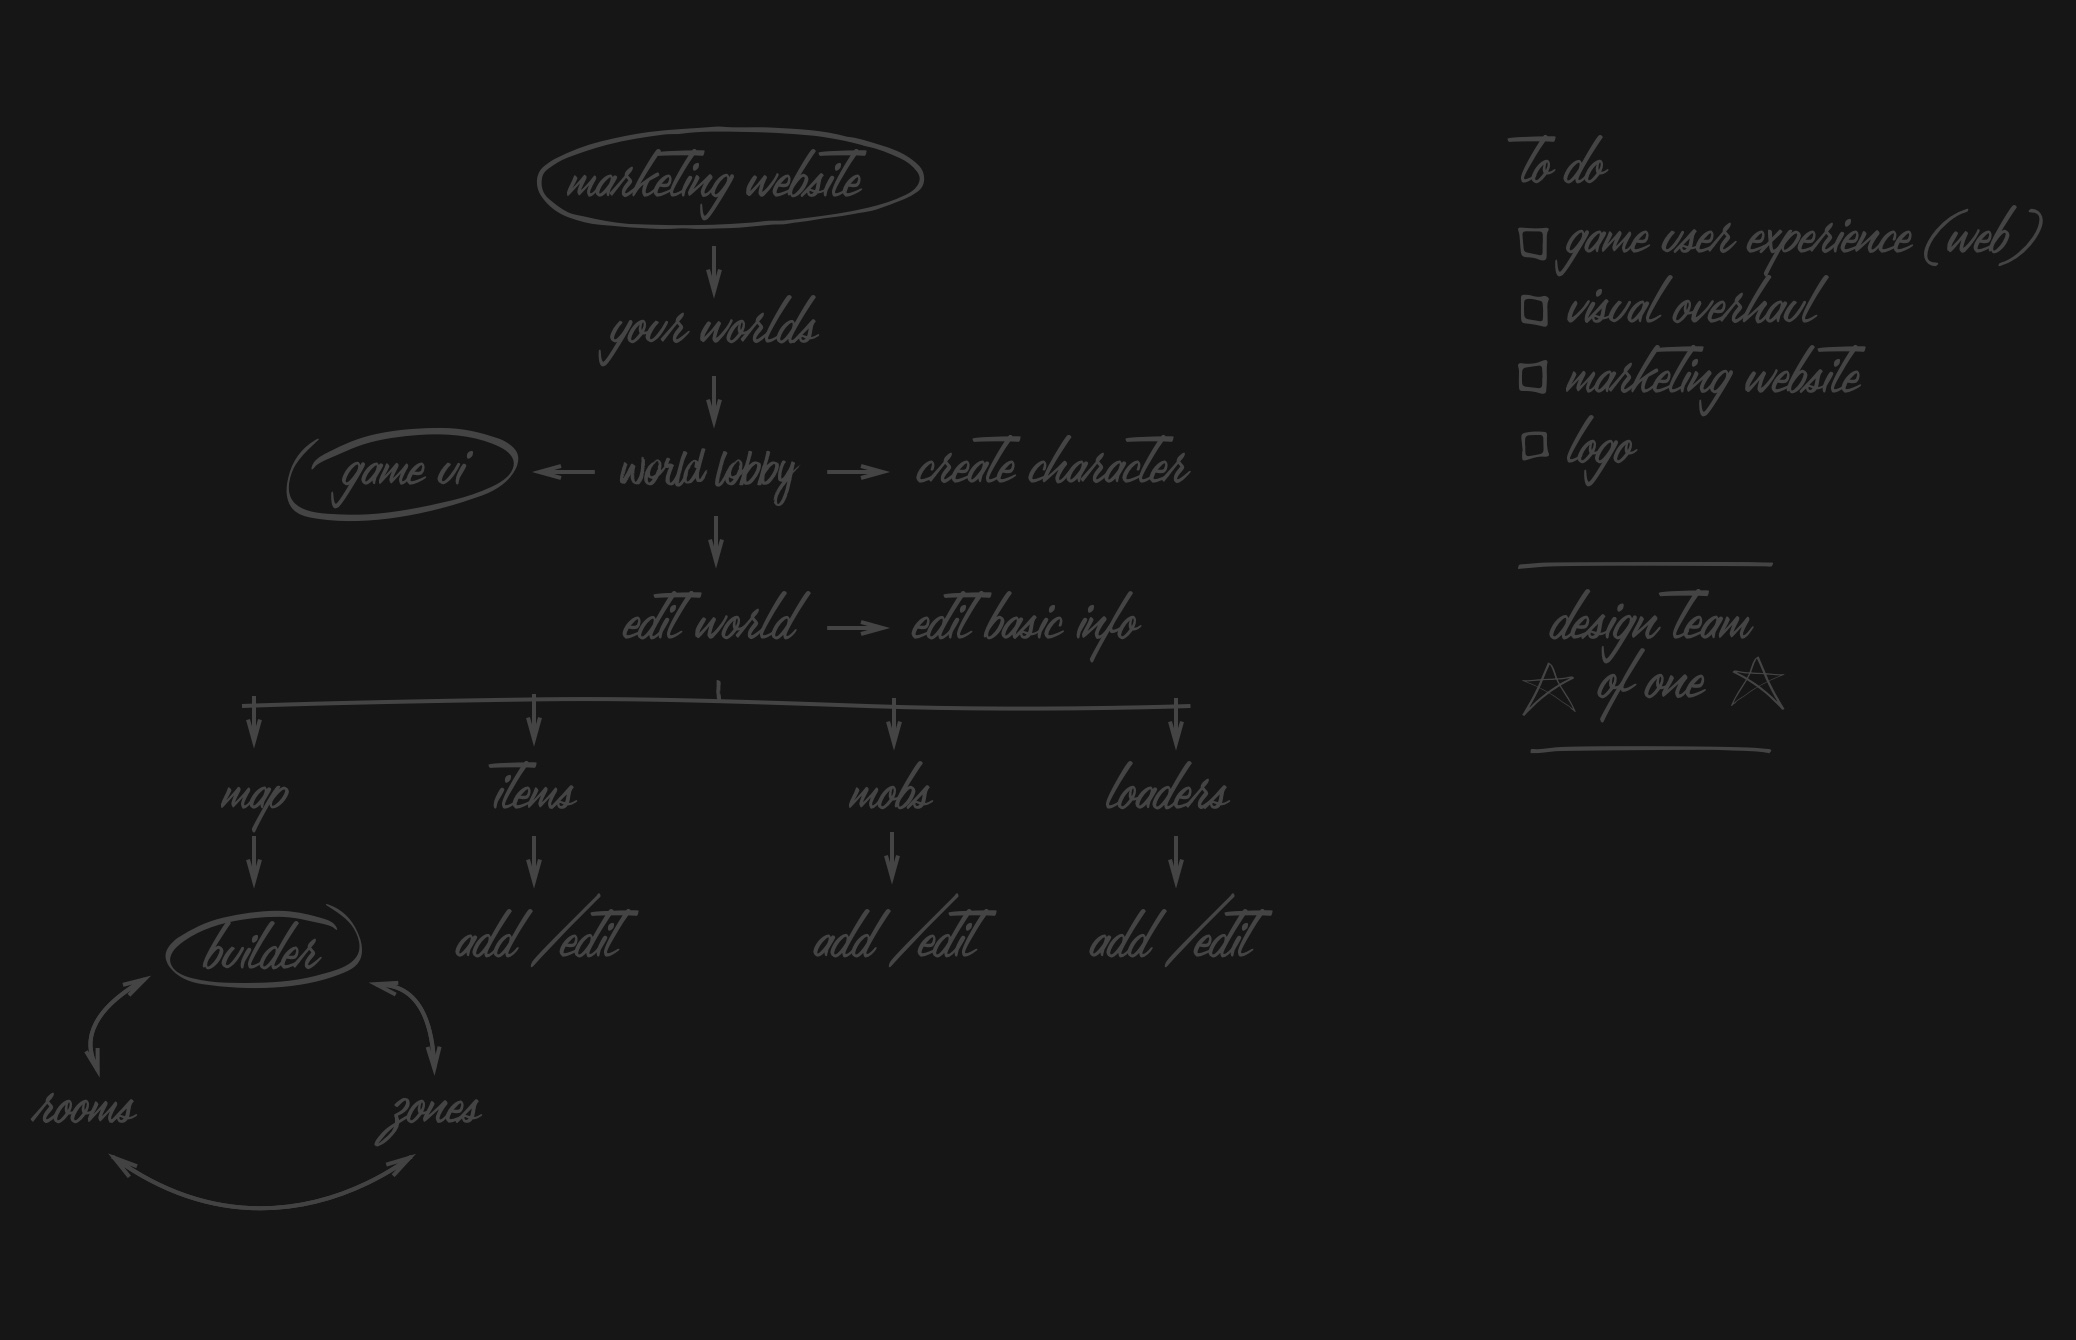 marketing website
your worlds
game ui
world lobby
create character
edit world
edit basic info
map
items
mobs
loaders
builder
add / edit
add / edit
add / edit
rooms
zones
To do
game user experience (web)
visual overhaul
marketing website
logo
design team
of one